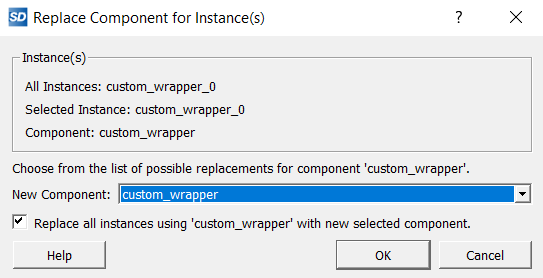 SD Replace Component for Instance(s)
?
Instance(s)
All Instances: custom_wrapper_0
Selected Instance: custom_wrapper_0
Component: custom_wrapper
Choose from the list of possible replacements for component 'custom_wrapper'.
New Component: custom_wrapper
Replace all instances using 'custom_wrapper' with new selected component.
Help OK Cancel